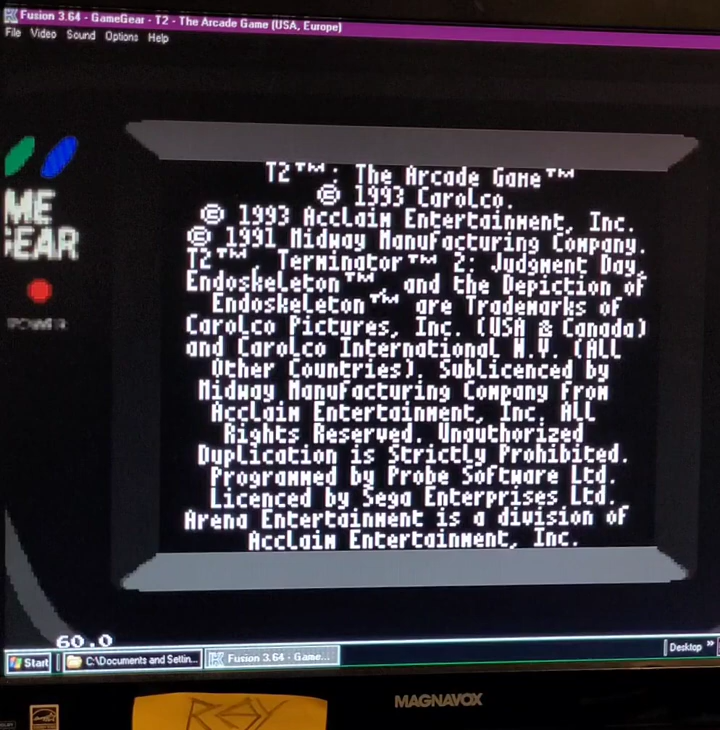 Fusion 3.64 - GameGear - T2 - The Arcade Game (USA, Europe)
File Video Sound Options Help
ME
GEAR
POWER
T2™: The Arcade Game™
© 1993 Carolco.
© 1993 Acclaim Entertainment, Inc.
© 1991 Midway Manufacturing Company.
T2™, Terminator™ 2: Judgment Day,
Endoskeleton™, and the Depiction of
Endoskeleton™ are Trademarks of
Carolco Pictures, Inc. (USA & Canada)
and Carolco International N.V. (All
Other Countries). Sublicenced by
Midway Manufacturing Company from
Acclaim Entertainment, Inc. All
Rights Reserved. Unauthorized
Duplication is Strictly Prohibited.
Programmed by Probe Software Ltd.
Licenced by Sega Enterprises Ltd.
Arena Entertainment is a division of
Acclaim Entertainment, Inc.
60.0
Start C:\Documents and Settin... Fusion 3.64 - Game... Desktop »
MAGNAVOX